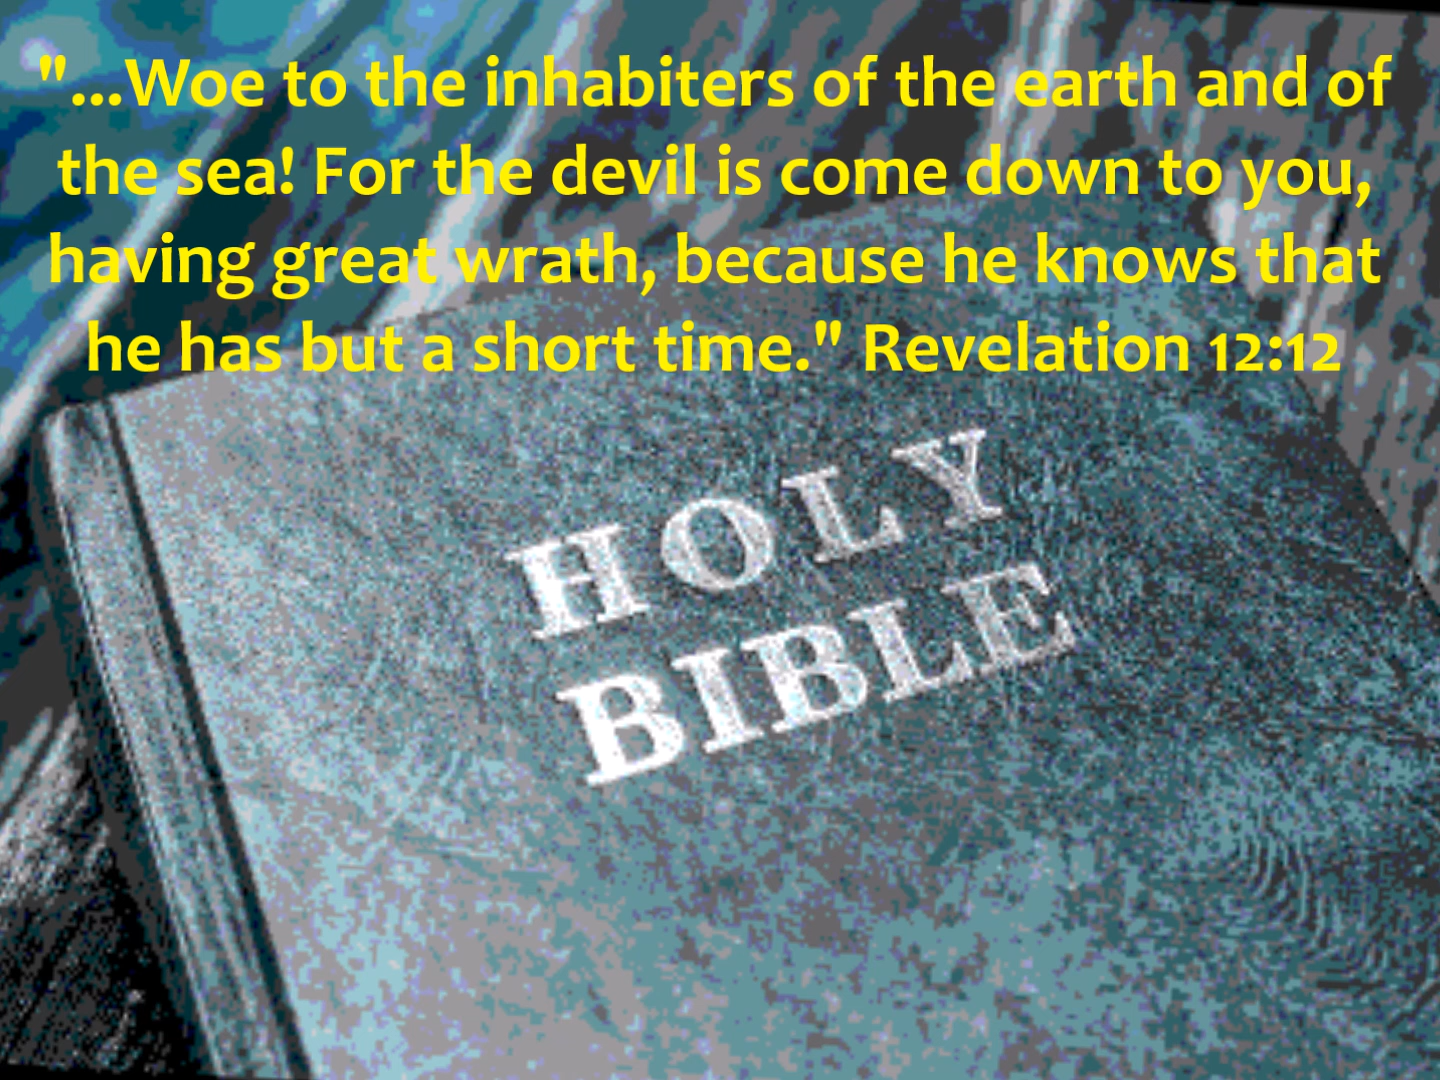 "...Woe to the inhabiters of the earth and of
the sea! For the devil is come down to you,
having great wrath, because he knows that
he has but a short time." Revelation 12:12
HOLY
BIBLE